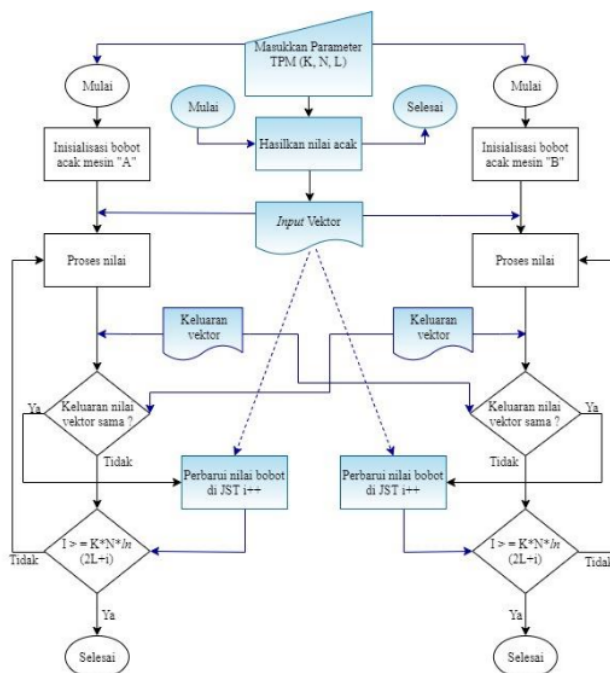 Masukkan Parameter
TPM (K, N, L)
Mulai
Mulai
Mulai
Selesai
Inisialisasi bobot
acak mesin "A"
Hasilkan nilai acak
Inisialisasi bobot
acak mesin "B"
Input Vektor
Proses nilai
Proses nilai
Keluaran
vektor
Keluaran
vektor
Ya
Keluaran nilai
vektor sama ?
Keluaran nilai
vektor sama ?
Ya
Tidak
Tidak
Perbarui nilai bobot
di JST i++
Perbarui nilai bobot
di JST i++
Tidak
I > = K*N*ln
(2L+i)
I > = K*N*ln
(2L+i)
Tidak
Ya
Ya
Selesai
Selesai